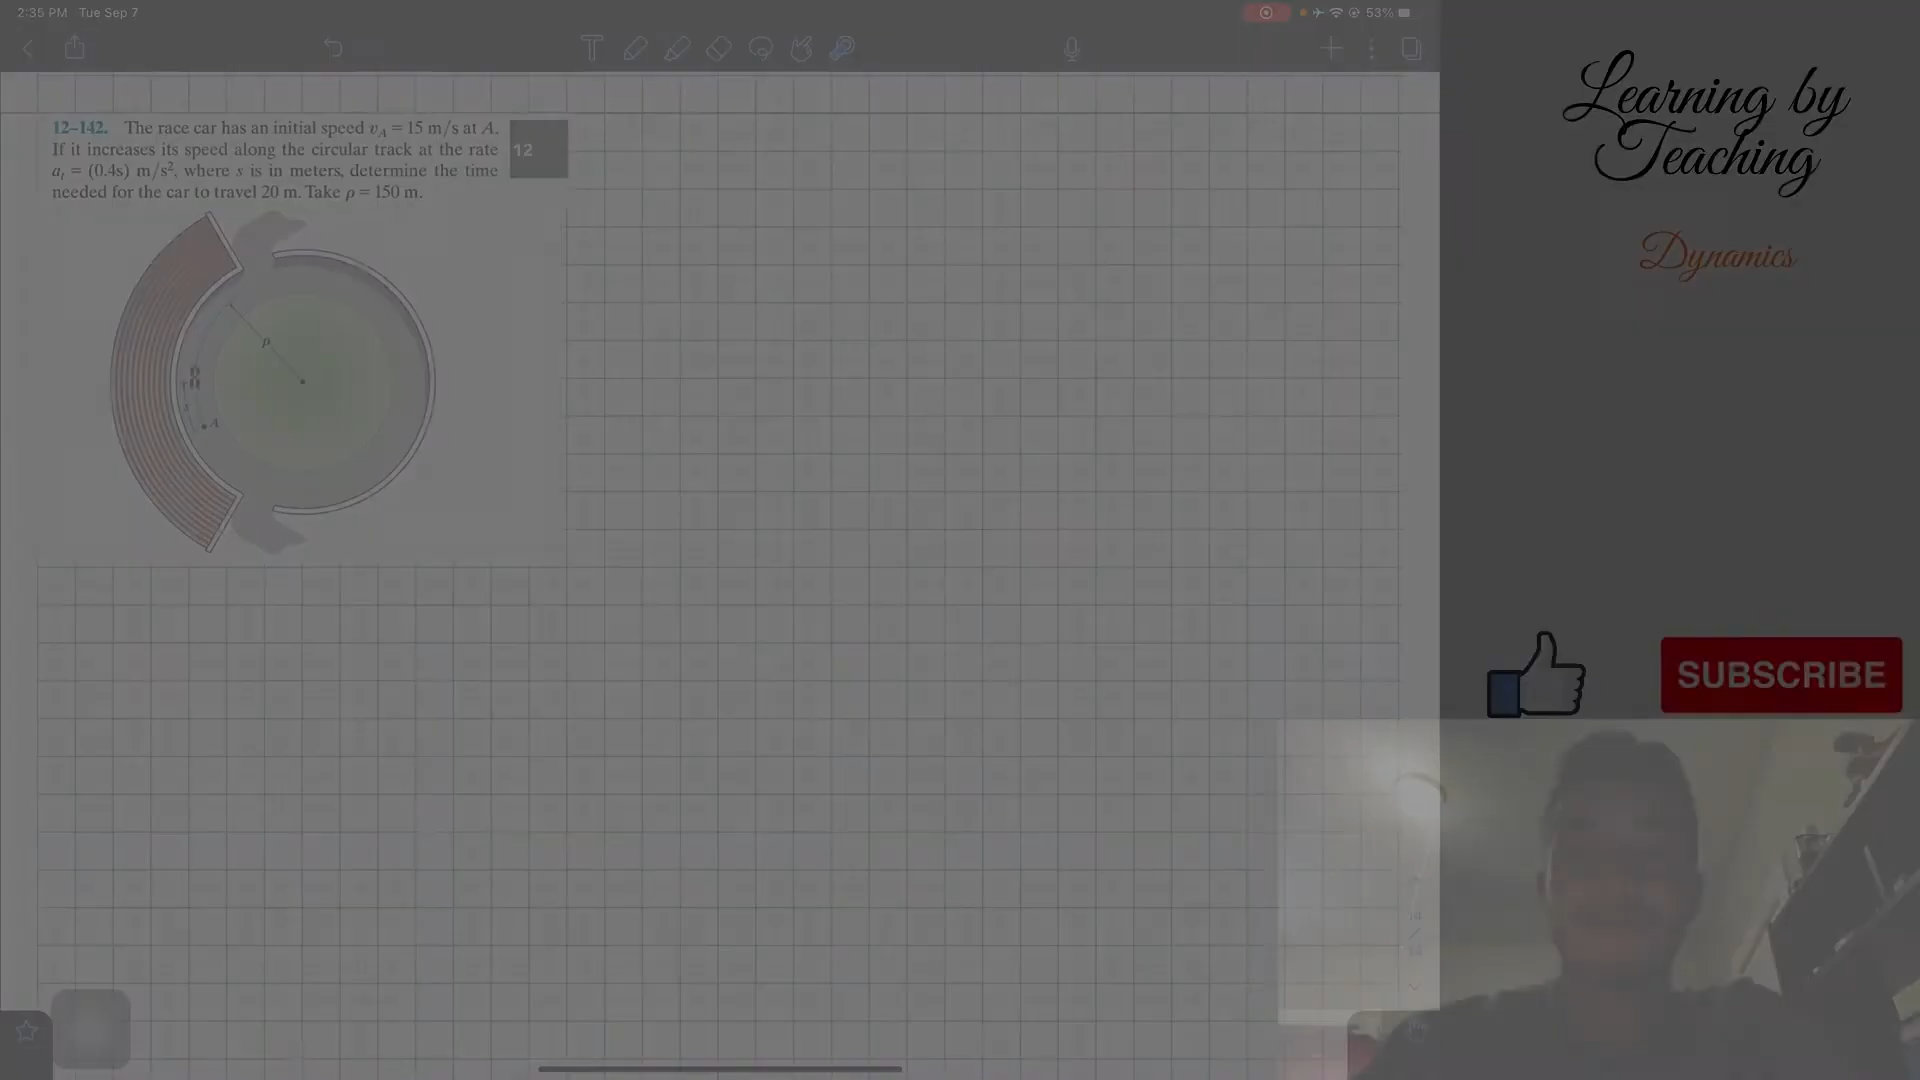 2:35 PM Tue Sep 7
53%
12–142. The race car has an initial speed v_A = 15 m/s at A.
If it increases its speed along the circular track at the rate
a_t = (0.4s) m/s², where s is in meters, determine the time
needed for the car to travel 20 m. Take ρ = 150 m.
12
ρ
s
A
Learning by
Teaching
Dynamics
SUBSCRIBE